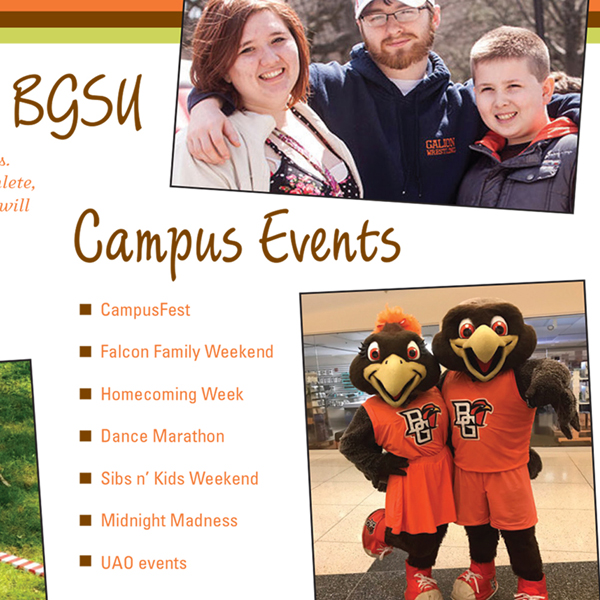 BGSU
s.
lete,
will
GALION
WRESTLING
Campus Events
CampusFest
Falcon Family Weekend
Homecoming Week
Dance Marathon
Sibs n’ Kids Weekend
Midnight Madness
UAO events
BG
BG